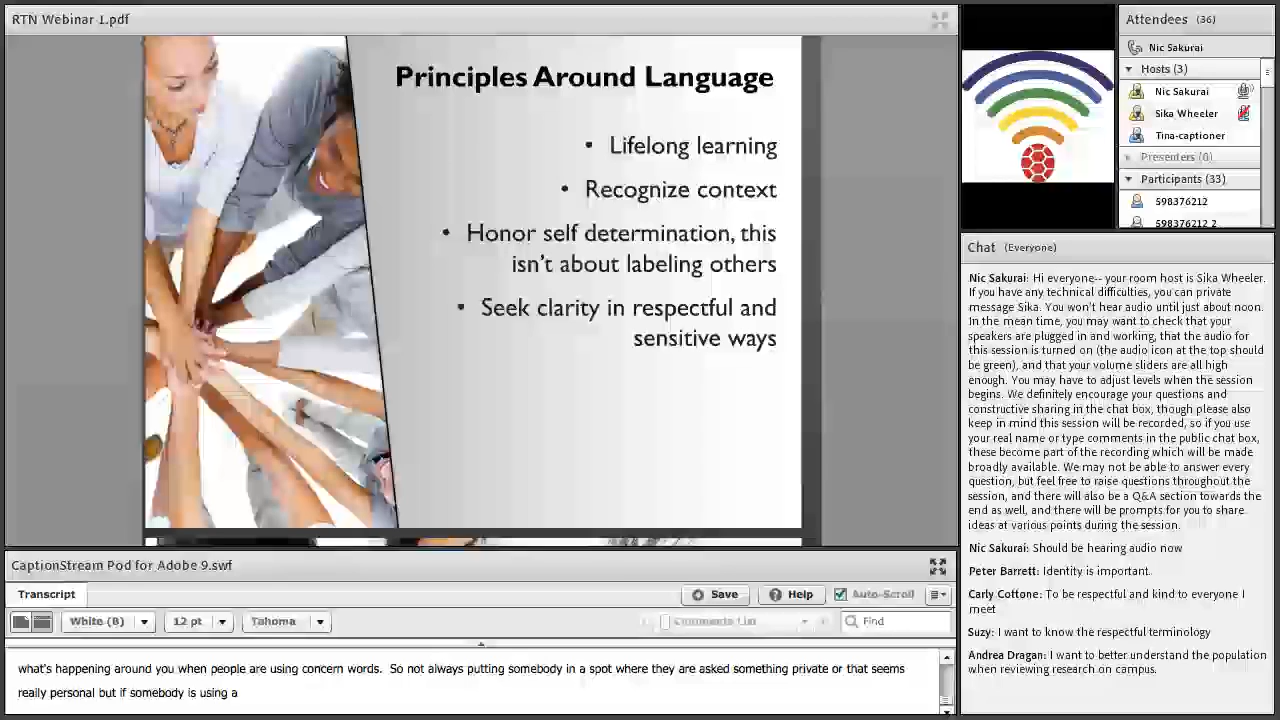 RTN Webinar 1.pdf
Principles Around Language
• Lifelong learning
• Recognize context
• Honor self determination, this
isn't about labeling others
• Seek clarity in respectful and
sensitive ways
CaptionStream Pod for Adobe 9.swf
Transcript
Save
Help
Auto-Scroll
White (B)
12 pt
Tahoma
Comments List
Find
what's happening around you when people are using concern words.  So not always putting somebody in a spot where they are asked something private or that seems
really personal but if somebody is using a
Attendees (36)
Nic Sakurai
Hosts (3)
Nic Sakurai
Sika Wheeler
Tina-captioner
Presenters (0)
Participants (33)
598376212
598376212 2
Chat (Everyone)
Nic Sakurai: Hi everyone-- your room host is Sika Wheeler.
If you have any technical difficulties, you can private
message Sika. You won't hear audio until just about noon.
In the mean time, you may want to check that your
speakers are plugged in and working, that the audio for
this session is turned on (the audio icon at the top should
be green), and that your volume sliders are all high
enough. You may have to adjust levels when the session
begins. We definitely encourage your questions and
constructive sharing in the chat box, though please also
keep in mind this session will be recorded, so if you use
your real name or type comments in the public chat box,
these become part of the recording which will be made
broadly available. We may not be able to answer every
question, but feel free to raise questions throughout the
session, and there will also be a Q&A section towards the
end as well, and there will be prompts for you to share
ideas at various points during the session.
Nic Sakurai: Should be hearing audio now
Peter Barrett: Identity is important.
Carly Cottone: To be respectful and kind to everyone I
meet
Suzy: I want to know the respectful terminology
Andrea Dragan: I want to better understand the population
when reviewing research on campus.